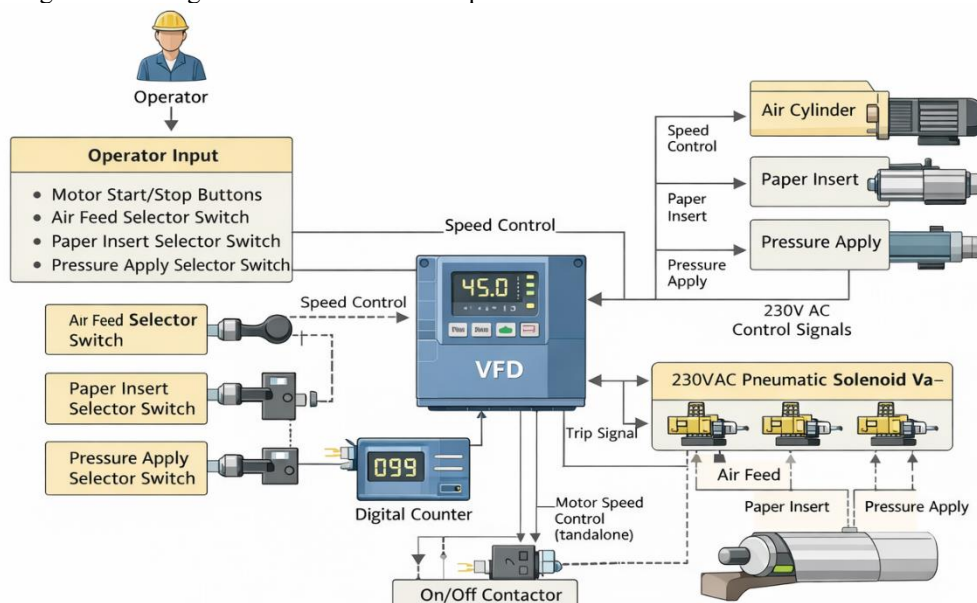 Operator
Operator Input
• Motor Start/Stop Buttons
• Air Feed Selector Switch
• Paper Insert Selector Switch
• Pressure Apply Selector Switch
Speed Control
Air Cylinder
Speed
Control
Paper Insert
Paper
Insert
Pressure Apply
Pressure
Apply
230V AC
Control Signals
45.0
VFD
Speed Control
Air Feed Selector
Switch
Paper Insert
Selector Switch
Pressure Apply
Selector Switch
099
Digital Counter
Trip Signal
230VAC Pneumatic Solenoid Va–
Air Feed
Paper Insert
Pressure Apply
Motor Speed
Control
(tandalone)
On/Off Contactor